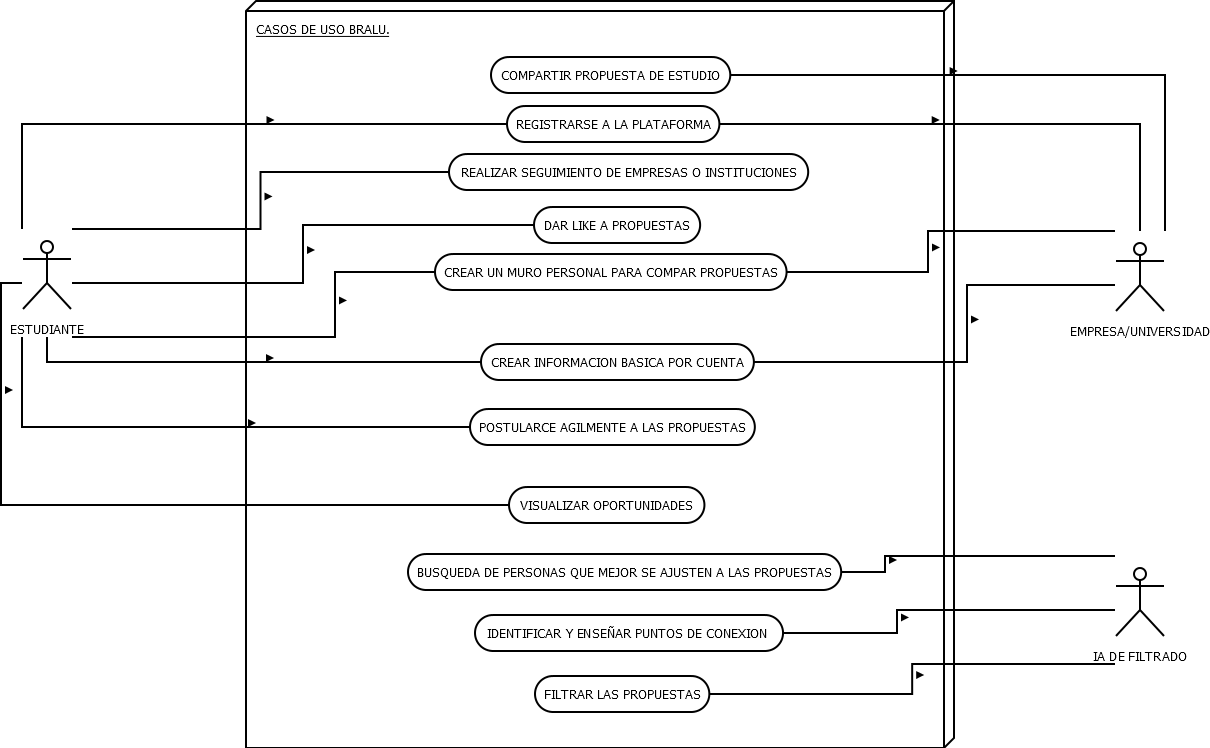 CASOS DE USO BRALU.
COMPARTIR PROPUESTA DE ESTUDIO
REGISTRARSE A LA PLATAFORMA
REALIZAR SEGUIMIENTO DE EMPRESAS O INSTITUCIONES
DAR LIKE A PROPUESTAS
CREAR UN MURO PERSONAL PARA COMPAR PROPUESTAS
ESTUDIANTE
EMPRESA/UNIVERSIDAD
CREAR INFORMACION BASICA POR CUENTA
POSTULARCE AGILMENTE A LAS PROPUESTAS
VISUALIZAR OPORTUNIDADES
BUSQUEDA DE PERSONAS QUE MEJOR SE AJUSTEN A LAS PROPUESTAS
IDENTIFICAR Y ENSEÑAR PUNTOS DE CONEXION
IA DE FILTRADO
FILTRAR LAS PROPUESTAS